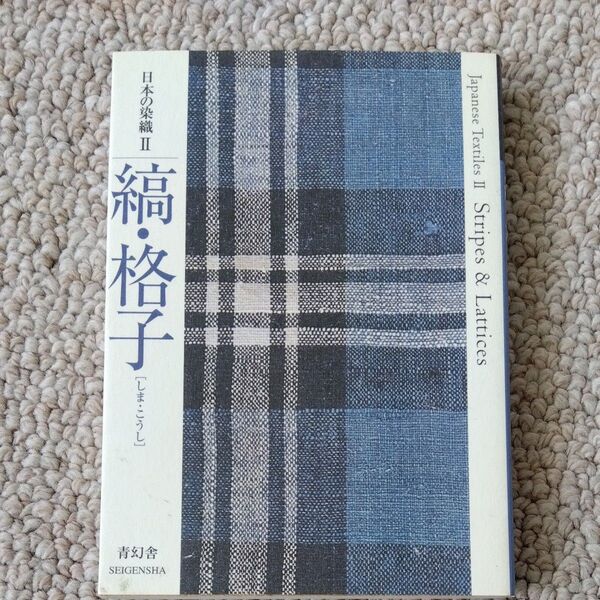 日本の染織 II
縞・格子
[しま・こうし]
青幻舎
SEIGENSHA
Japanese Textiles II Stripes & Lattices